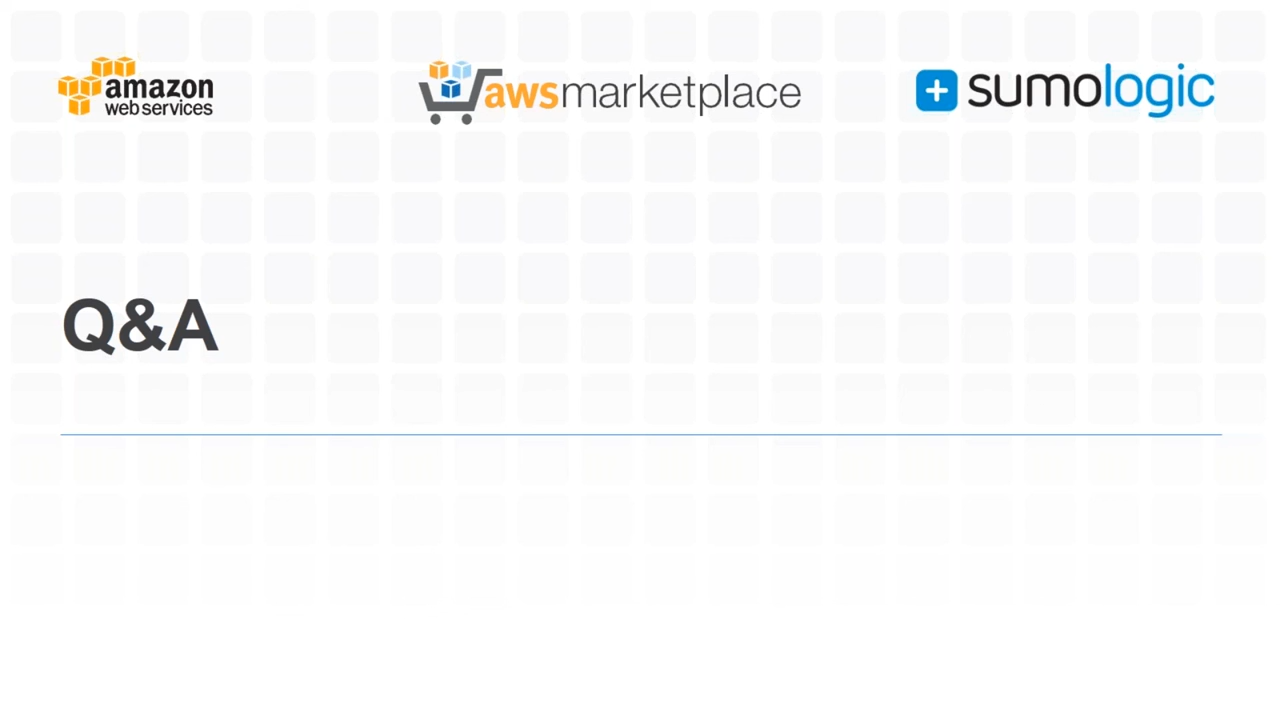 amazon
web services
awsmarketplace
sumologic
Q&A